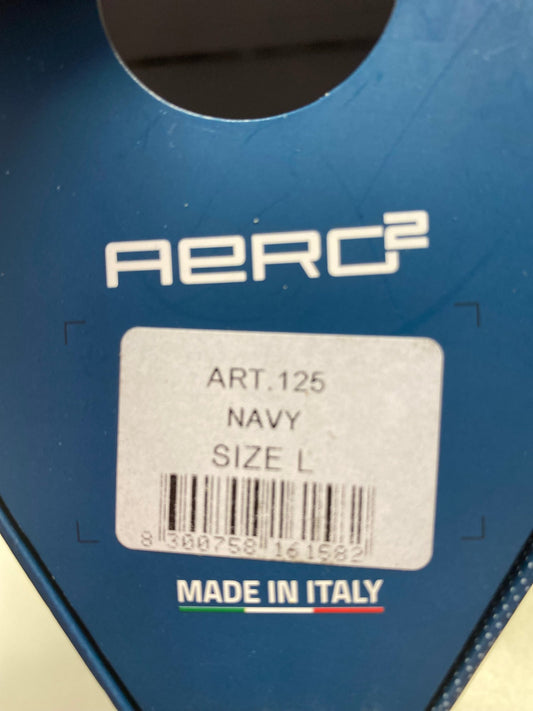 AERO²
ART.125
NAVY
SIZE L
8 300758 161582
MADE IN ITALY